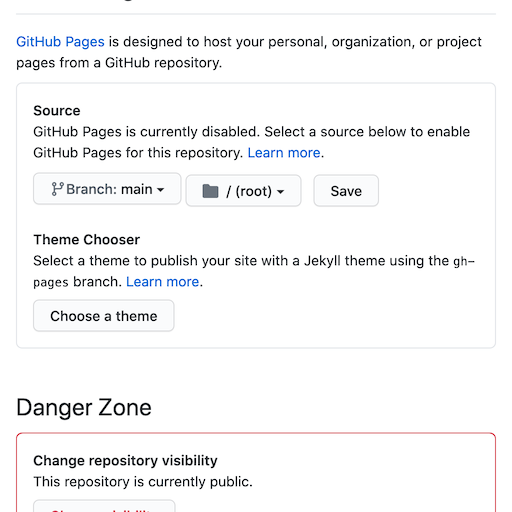 GitHub Pages is designed to host your personal, organization, or project
pages from a GitHub repository.
Source
GitHub Pages is currently disabled. Select a source below to enable
GitHub Pages for this repository. Learn more.
Branch: main / (root) Save
Theme Chooser
Select a theme to publish your site with a Jekyll theme using the gh-
pages branch. Learn more.
Choose a theme
Danger Zone
Change repository visibility
This repository is currently public.